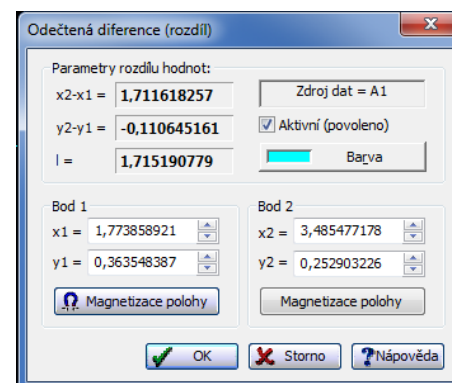 Odečtená diference (rozdíl)
Parametry rozdílu hodnot:
x2-x1 = 1,711618257
Zdroj dat = A1
y2-y1 = -0,110645161
Aktivní (povoleno)
l = 1,715190779
Barva
Bod 1
Bod 2
x1 = 1,773858921
x2 = 3,485477178
y1 = 0,363548387
y2 = 0,252903226
Magnetizace polohy
Magnetizace polohy
OK
Storno
?Nápověda